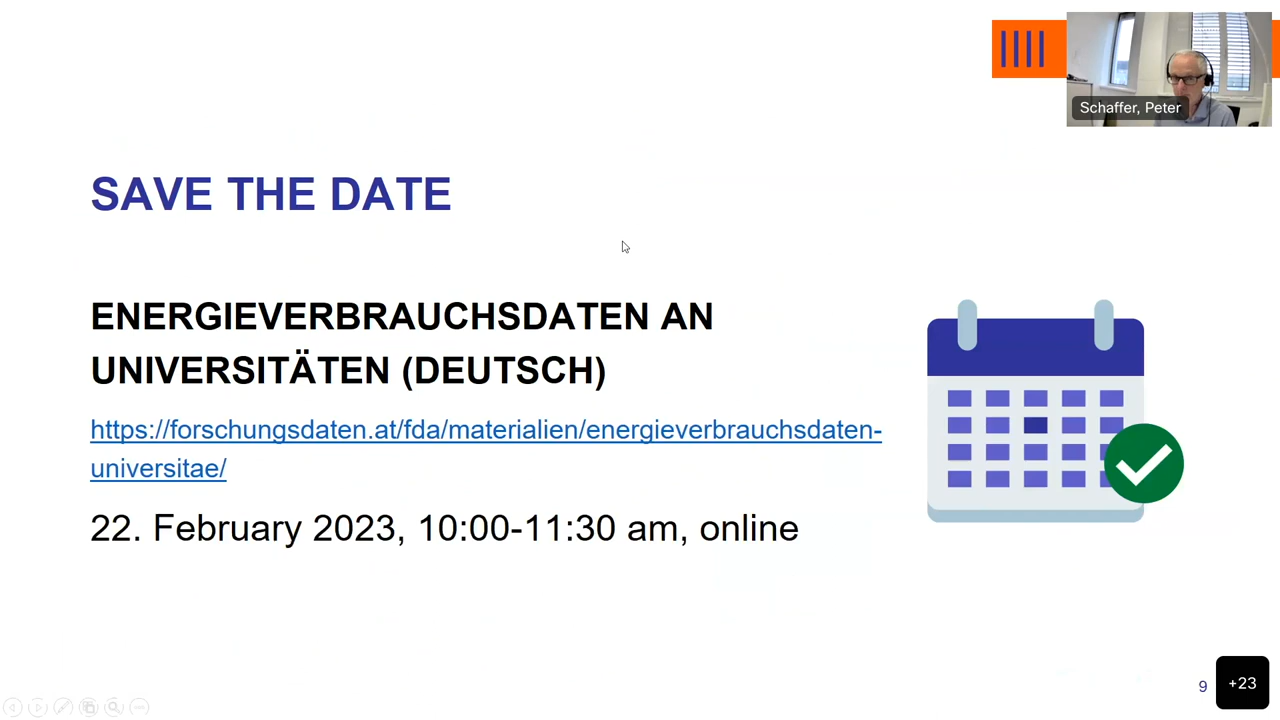 Schaffer, Peter
SAVE THE DATE
ENERGIEVERBRAUCHSDATEN AN
UNIVERSITÄTEN (DEUTSCH)
https://forschungsdaten.at/fda/materialien/energieverbrauchsdaten-
universitae/
22. February 2023, 10:00-11:30 am, online
9
+23